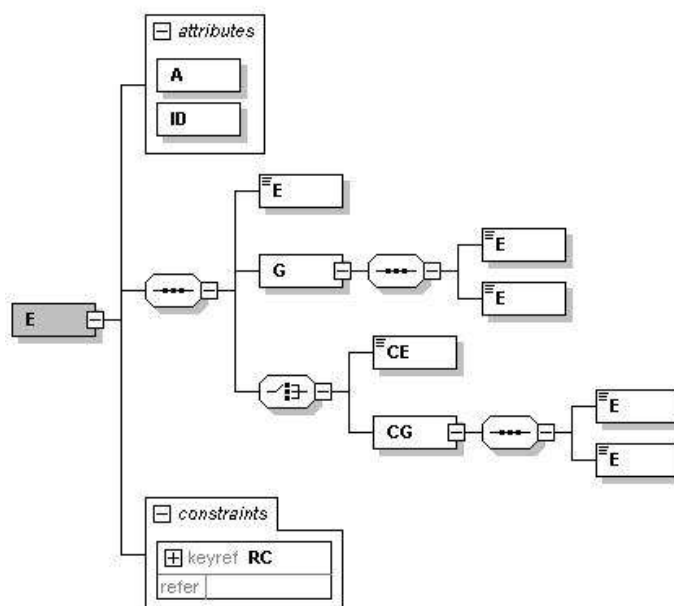 attributes
A
ID
E
G
E
E
E
CE
CG
E
E
constraints
keyref RC
refer